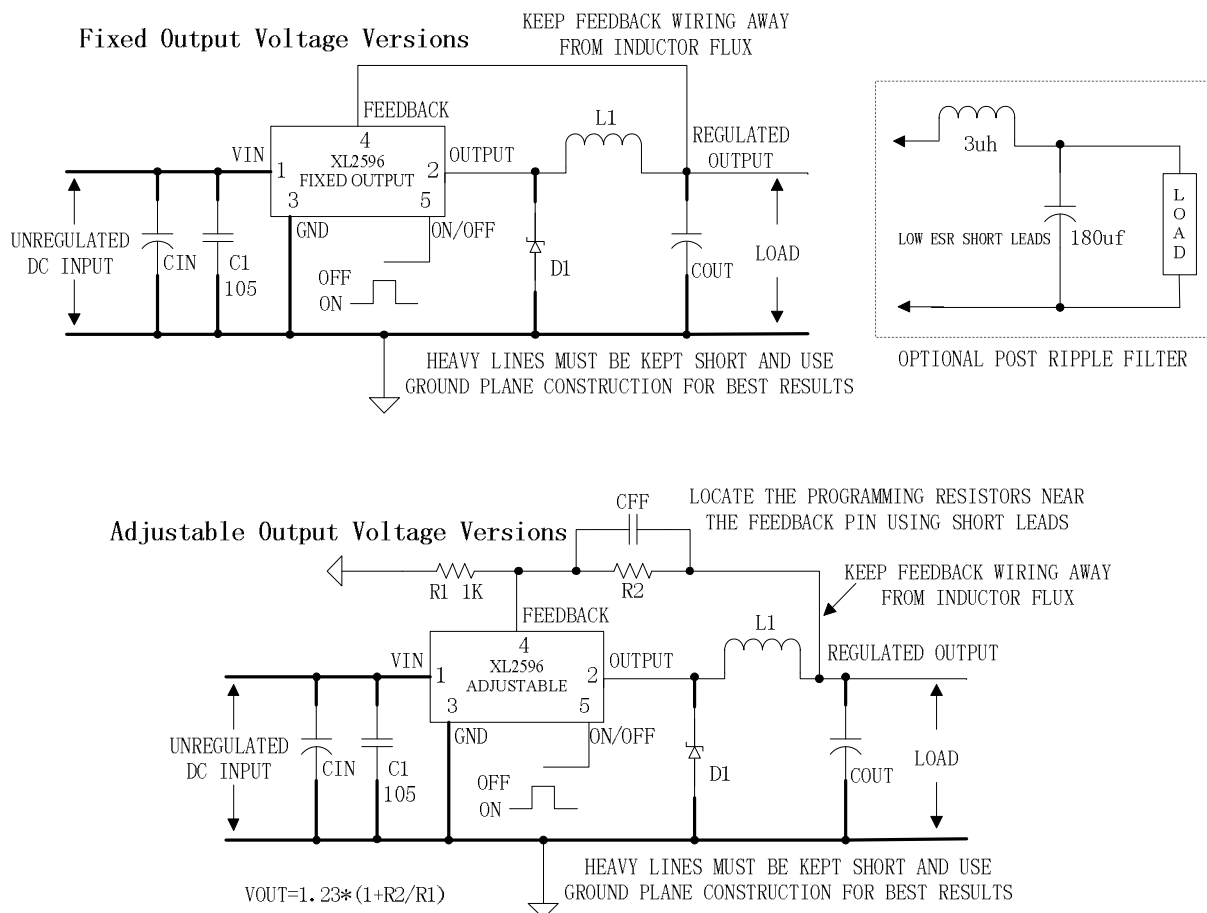 Fixed Output Voltage Versions
KEEP FEEDBACK WIRING AWAY
FROM INDUCTOR FLUX
FEEDBACK
4
L1
VIN
1
XL2596
FIXED OUTPUT
2
OUTPUT
REGULATED
OUTPUT
3
5
GND
ON/OFF
UNREGULATED
DC INPUT
CIN
C1
105
OFF
ON
D1
COUT
LOAD
HEAVY LINES MUST BE KEPT SHORT AND USE
GROUND PLANE CONSTRUCTION FOR BEST RESULTS
3uh
LOW ESR SHORT LEADS
180uf
LOAD
OPTIONAL POST RIPPLE FILTER
Adjustable Output Voltage Versions
CFF
LOCATE THE PROGRAMMING RESISTORS NEAR
THE FEEDBACK PIN USING SHORT LEADS
R1 1K
R2
KEEP FEEDBACK WIRING AWAY
FROM INDUCTOR FLUX
FEEDBACK
4
L1
VIN
1
XL2596
ADJUSTABLE
2
OUTPUT
REGULATED OUTPUT
3
5
GND
ON/OFF
UNREGULATED
DC INPUT
CIN
C1
105
OFF
ON
D1
COUT
LOAD
HEAVY LINES MUST BE KEPT SHORT AND USE
GROUND PLANE CONSTRUCTION FOR BEST RESULTS
VOUT=1.23*(1+R2/R1)